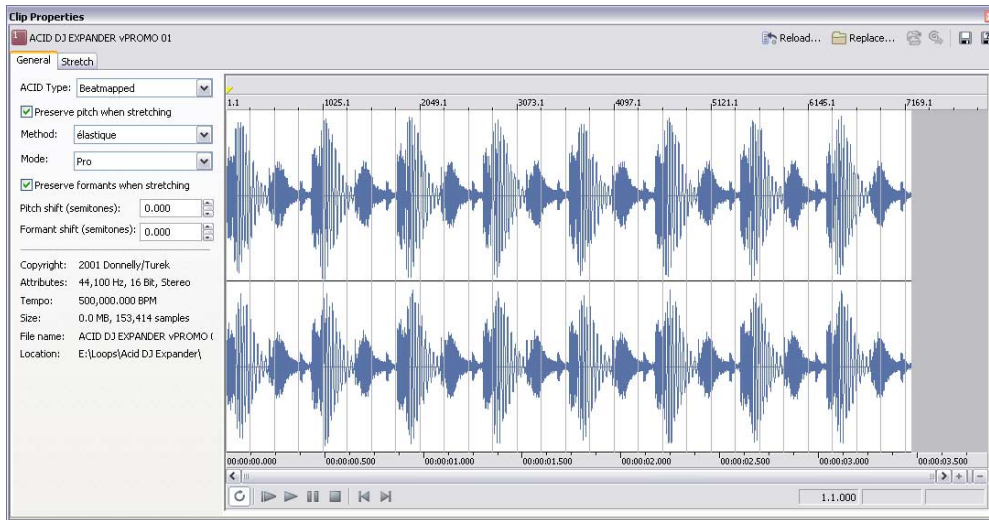 Clip Properties
1 ACID DJ EXPANDER vPROMO 01
Reload... Replace...
General Stretch
ACID Type: Beatmapped
Preserve pitch when stretching
Method: élastique
Mode: Pro
Preserve formants when stretching
Pitch shift (semitones): 0.000
Formant shift (semitones): 0.000
Copyright: 2001 Donnelly/Turek
Attributes: 44,100 Hz, 16 Bit, Stereo
Tempo: 500,000.000 BPM
Size: 0.0 MB, 153,414 samples
File name: ACID DJ EXPANDER vPROMO (
Location: E:\Loops\Acid DJ Expander\
1.1 1025.1 2049.1 3073.1 4097.1 5121.1 6145.1 7169.1
00:00:00.000 00:00:00.500 00:00:01.000 00:00:01.500 00:00:02.000 00:00:02.500 00:00:03.000 00:00:03.500
1.1.000